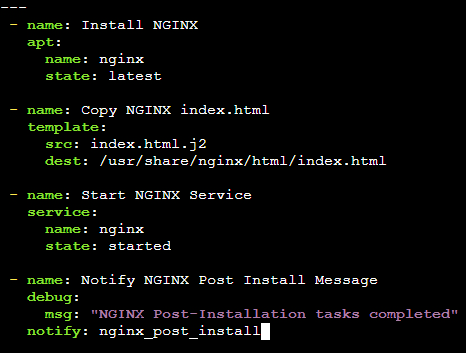 ---
- name: Install NGINX
apt:
name: nginx
state: latest
- name: Copy NGINX index.html
template:
src: index.html.j2
dest: /usr/share/nginx/html/index.html
- name: Start NGINX Service
service:
name: nginx
state: started
- name: Notify NGINX Post Install Message
debug:
msg: "NGINX Post-Installation tasks completed"
notify: nginx_post_install